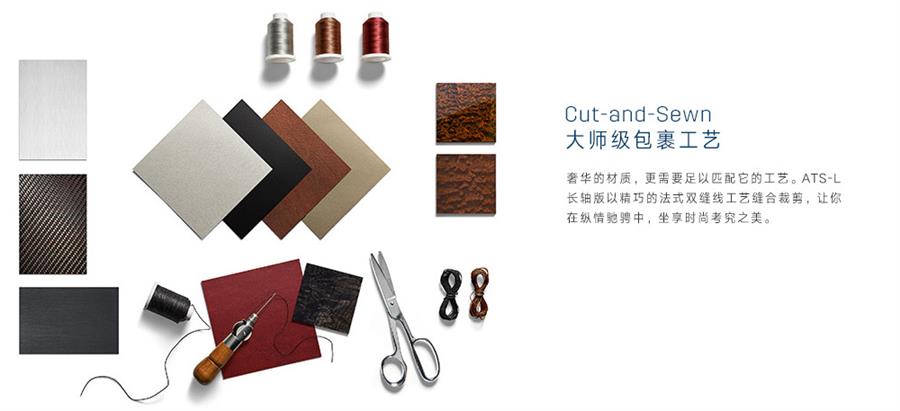 Cut-and-Sewn
大师级包裹工艺
奢华的材质，更需要足以匹配它的工艺。ATS-L
长轴版以精巧的法式双缝线工艺缝合裁剪，让你
在纵情驰骋中，坐享时尚考究之美。